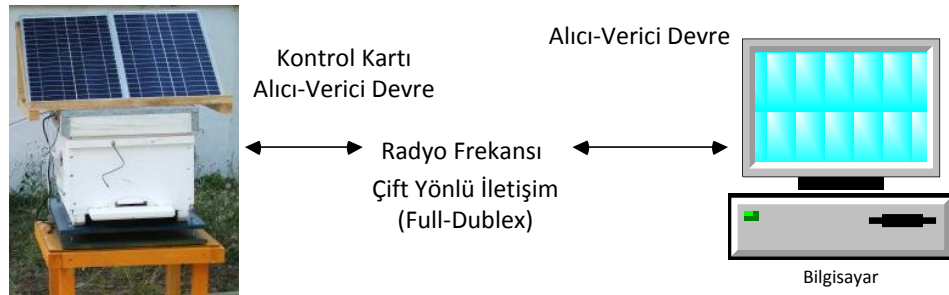 Kontrol Kartı
Alıcı-Verici Devre
Alıcı-Verici Devre
Radyo Frekansı
Çift Yönlü İletişim
(Full-Dublex)
Bilgisayar